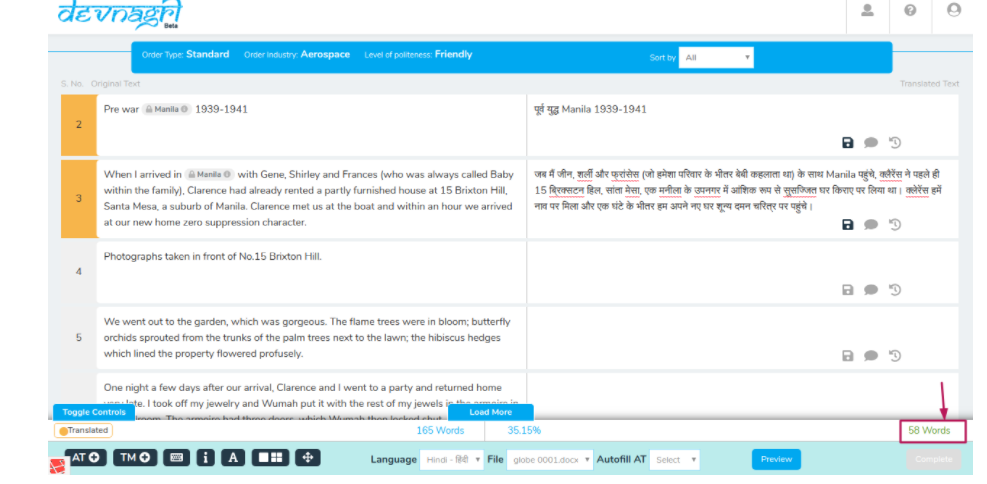 devnagri
Beta
Order Type: Standard Order Industry: Aerospace Level of politeness: Friendly Sort by All
S. No. Original Text Translated Text
2 Pre war Manila 1939-1941 पूर्व युद्ध Manila 1939-1941
When I arrived in Manila with Gene, Shirley and Frances (who was always called Baby जब मैं जीन, शर्ली और फ्रांसेस (जो हमेशा परिवार के भीतर बेबी कहलाता था) के साथ Manila पहुंचे, क्लैरेंस ने पहले ही
3 within the family), Clarence had already rented a partly furnished house at 15 Brixton Hill, 15 ब्रिक्सटन हिल, सांता मेसा, एक मनीला के उपनगर में आंशिक रूप से सुसज्जित घर किराए पर लिया था। क्लेरेंस हमें
Santa Mesa, a suburb of Manila. Clarence met us at the boat and within an hour we arrived नाव पर मिला और एक घंटे के भीतर हम अपने नए घर शून्य दमन चरित्र पर पहुंचे।
at our new home zero suppression character.
4 Photographs taken in front of No.15 Brixton Hill.
We went out to the garden, which was gorgeous. The flame trees were in bloom; butterfly
5 orchids sprouted from the trunks of the palm trees next to the lawn; the hibiscus hedges
which lined the property flowered profusely.
One night a few days after our arrival, Clarence and I went to a party and returned home
very late. I took off my jewelry and Wumah put it with the rest of my jewels in the armoire in
Toggle Controls Load More
The armoire had three doors, which Wumah then locked shut.
Translated 165 Words 35.15% 58 Words
AT TM i A Language Hindi - हिंदी File globe 0001.docx Autofill AT Select Preview Complete